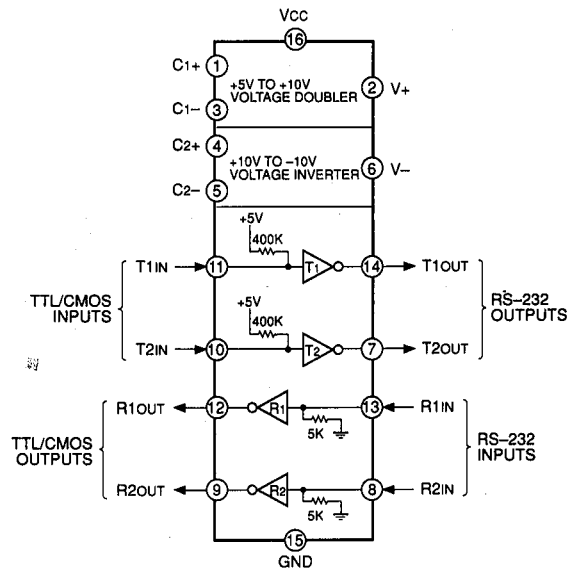 VCC
16
C1+ 1
+5V TO +10V
VOLTAGE DOUBLER
2 V+
C1– 3
C2+ 4
+10V TO –10V
VOLTAGE INVERTER
6 V–
C2– 5
+5V
400K
T1IN 11 T1 14 T1OUT
TTL/CMOS
INPUTS
RS–232
OUTPUTS
+5V
400K
T2IN 10 T2 7 T2OUT
R1OUT 12 R1 13 R1IN
5K
TTL/CMOS
OUTPUTS
RS–232
INPUTS
R2OUT 9 R2 8 R2IN
5K
15
GND